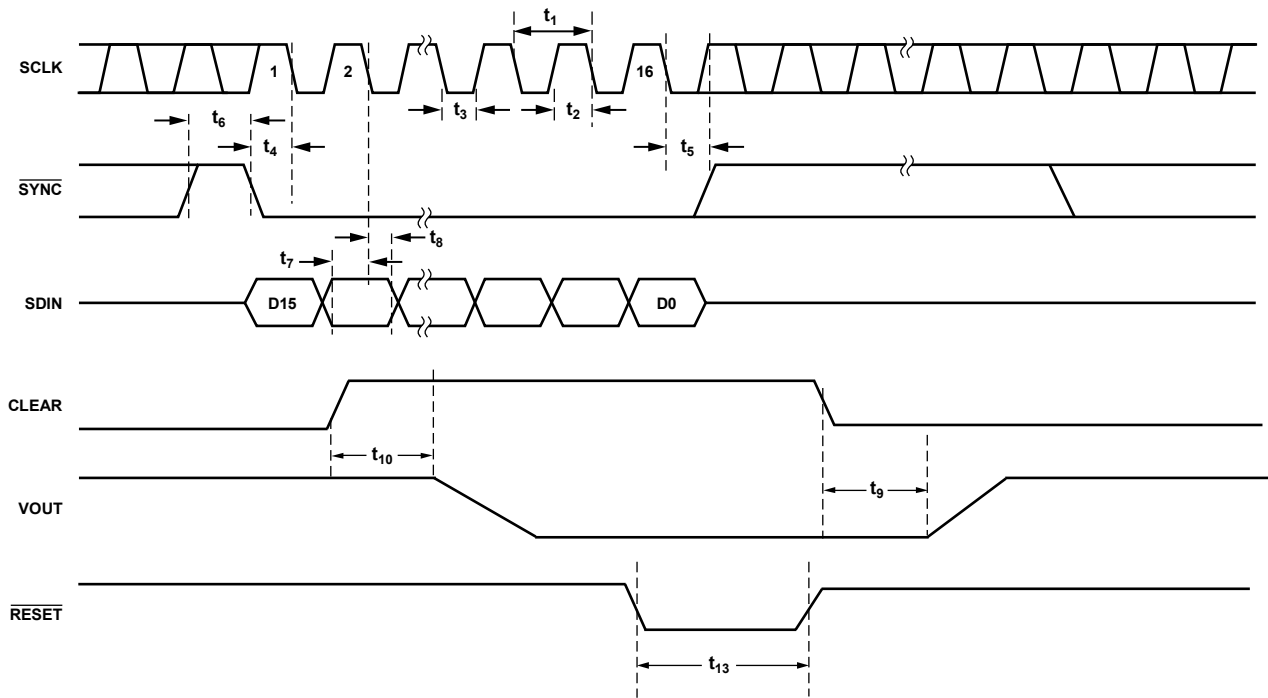 t1
SCLK
1
2
16
t3
t2
t6
t4
t5
SYNC
t8
t7
SDIN
D15
D0
CLEAR
t10
t9
VOUT
RESET
t13